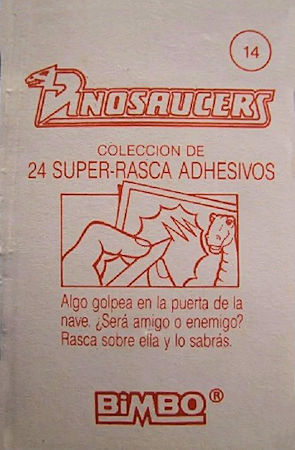 14
DINOSAUCERS
COLECCION DE
24 SUPER-RASCA ADHESIVOS
Algo golpea en la puerta de la
nave. ¿Será amigo o enemigo?
Rasca sobre ella y lo sabrás.
BiMBO ®